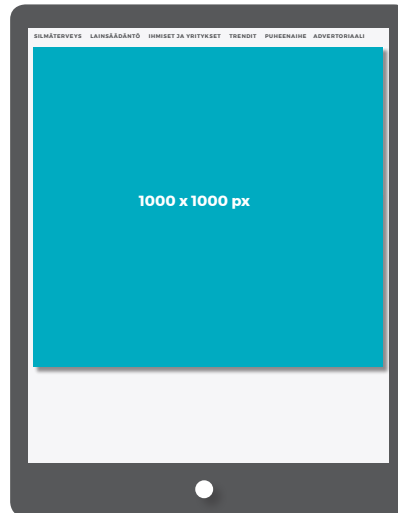 SILMÄTERVEYS LAINSÄÄDÄNTÖ IHMISET JA YRITYKSET TRENDIT PUHEENAIHE ADVERTORIAALI
1000 x 1000 px